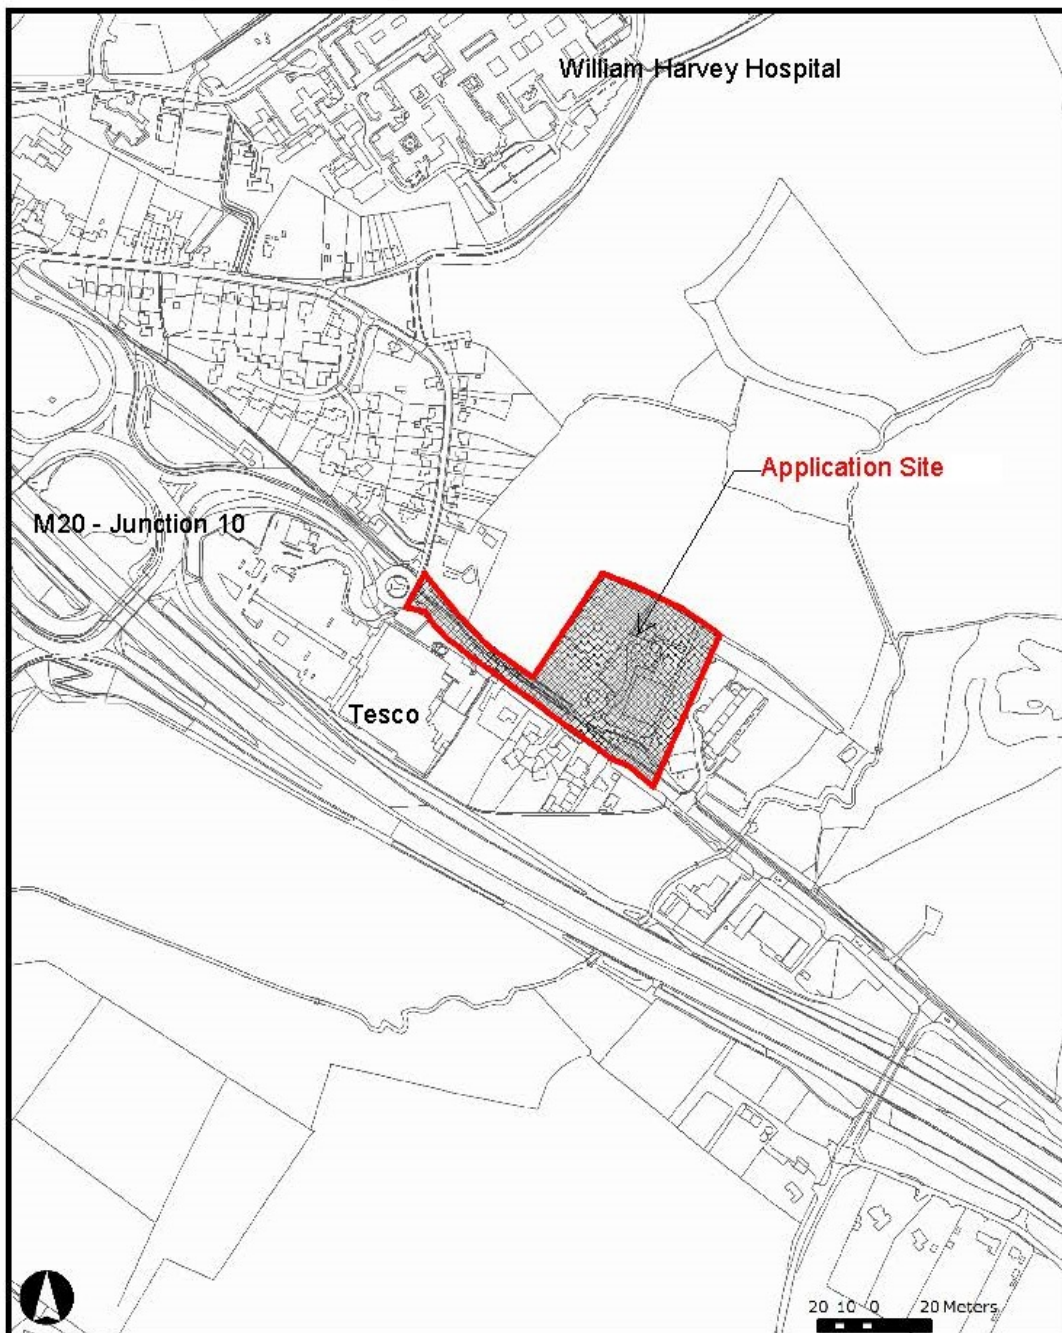 William Harvey Hospital
Application Site
M20 - Junction 10
Tesco
20 10 0 20 Meters